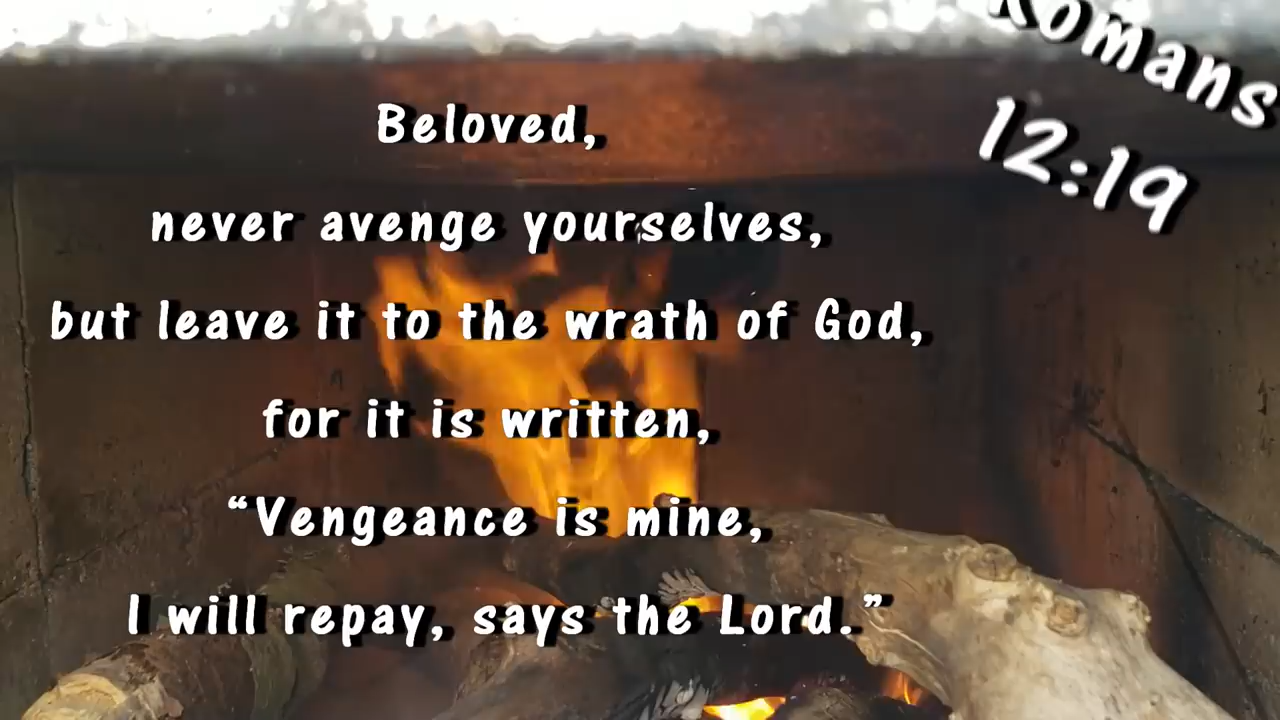 Romans
12:19
Beloved,
never avenge yourselves,
but leave it to the wrath of God,
for it is written,
“Vengeance is mine,
I will repay, says the Lord.”